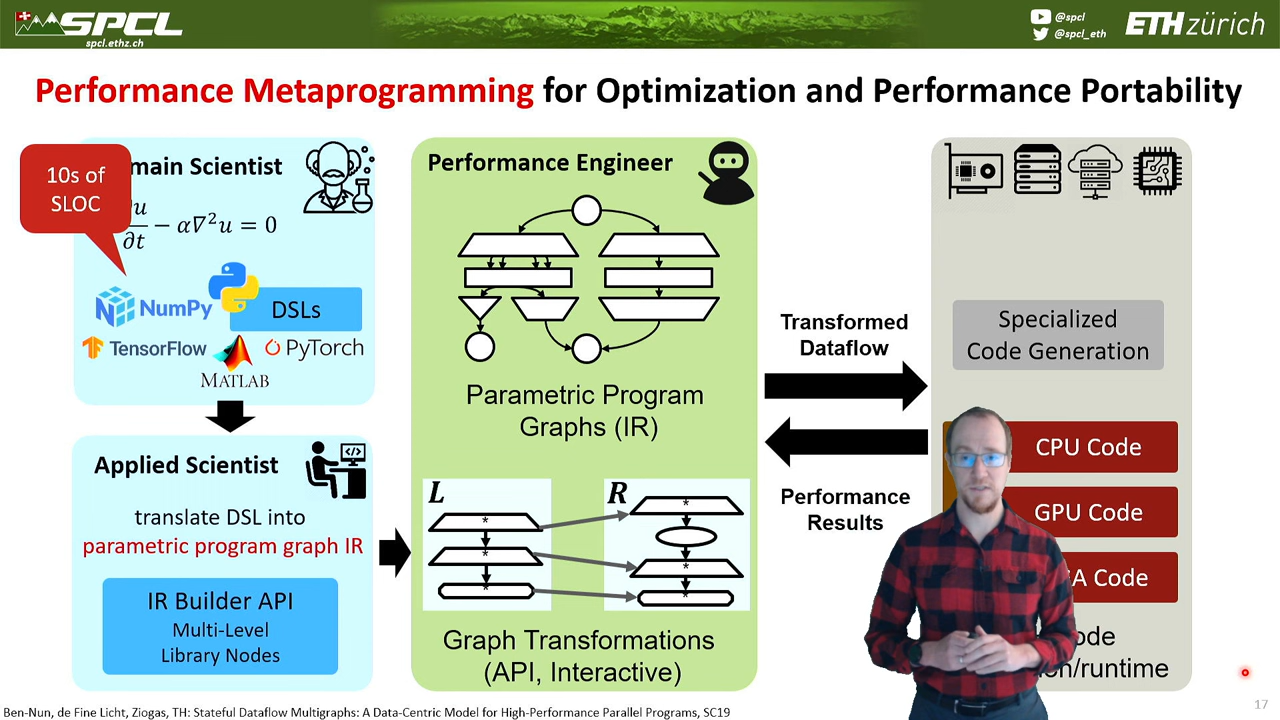 SPCL
spcl.ethz.ch
@spcl
@spcl_eth
ETHzürich
Performance Metaprogramming for Optimization and Performance Portability
10s of
SLOC
main Scientist
∂t − α∇²u = 0
NumPy
DSLs
TensorFlow
PyTorch
MATLAB
Applied Scientist
translate DSL into
parametric program graph IR
IR Builder API
Multi-Level
Library Nodes
Performance Engineer
Parametric Program
Graphs (IR)
L
R
*
*
*
*
*
*
Graph Transformations
(API, Interactive)
Transformed
Dataflow
Performance
Results
Specialized
Code Generation
CPU Code
GPU Code
A Code
ode
/runtime
Ben-Nun, de Fine Licht, Ziogas, TH: Stateful Dataflow Multigraphs: A Data-Centric Model for High-Performance Parallel Programs, SC19
17